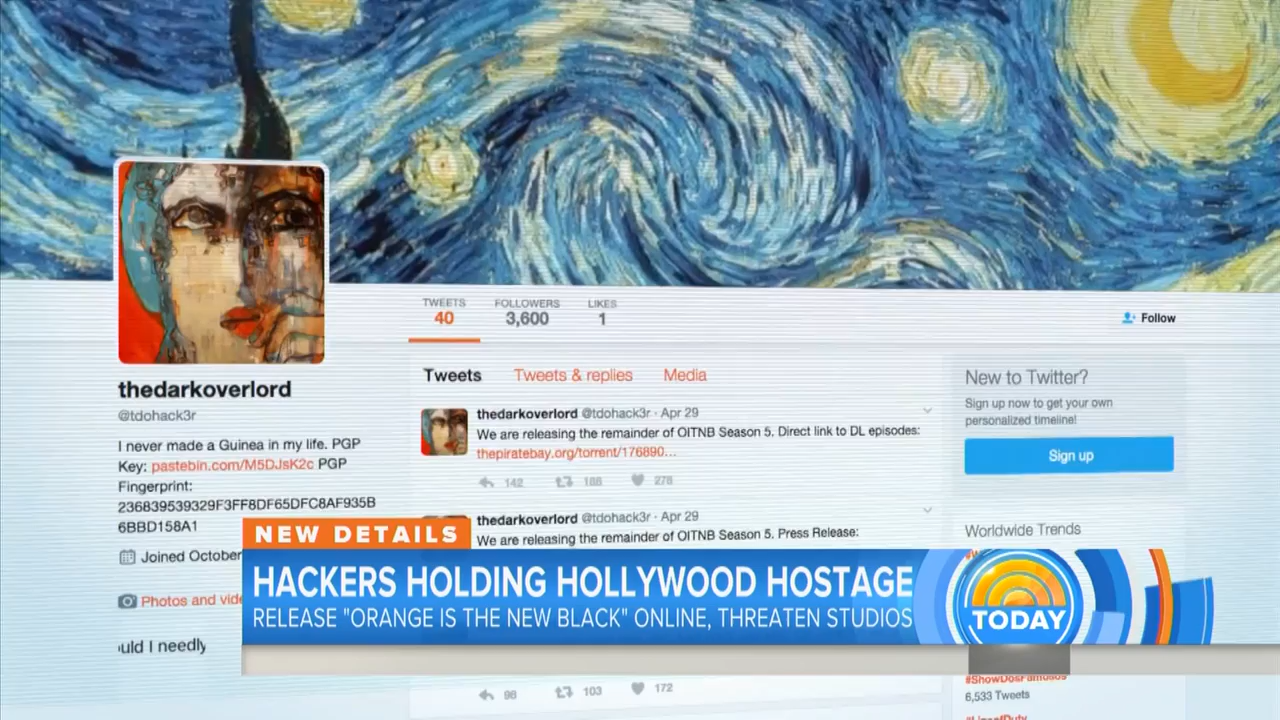 TWEETS
40
FOLLOWERS
3,600
LIKES
1
Follow
thedarkoverlord
@tdohack3r
I never made a Guinea in my life. PGP
Key: pastebin.com/M5DJsK2c PGP
Fingerprint:
236839539329F3FF8DF65DFC8AF935B
6BBD158A1
Joined October
Photos and vide
uld I needly
Tweets Tweets & replies Media
thedarkoverlord @tdohack3r · Apr 29
We are releasing the remainder of OITNB Season 5. Direct link to DL episodes:
thepiratebay.org/torrent/176890...
142 188 278
thedarkoverlord @tdohack3r · Apr 29
We are releasing the remainder of OITNB Season 5. Press Release:
98 103 172
New to Twitter?
Sign up now to get your own
personalized timeline!
Sign up
Worldwide Trends
#ShowDosFamosos
6,533 Tweets
#LineofDuty
NEW DETAILS
HACKERS HOLDING HOLLYWOOD HOSTAGE
RELEASE "ORANGE IS THE NEW BLACK" ONLINE, THREATEN STUDIOS
TODAY